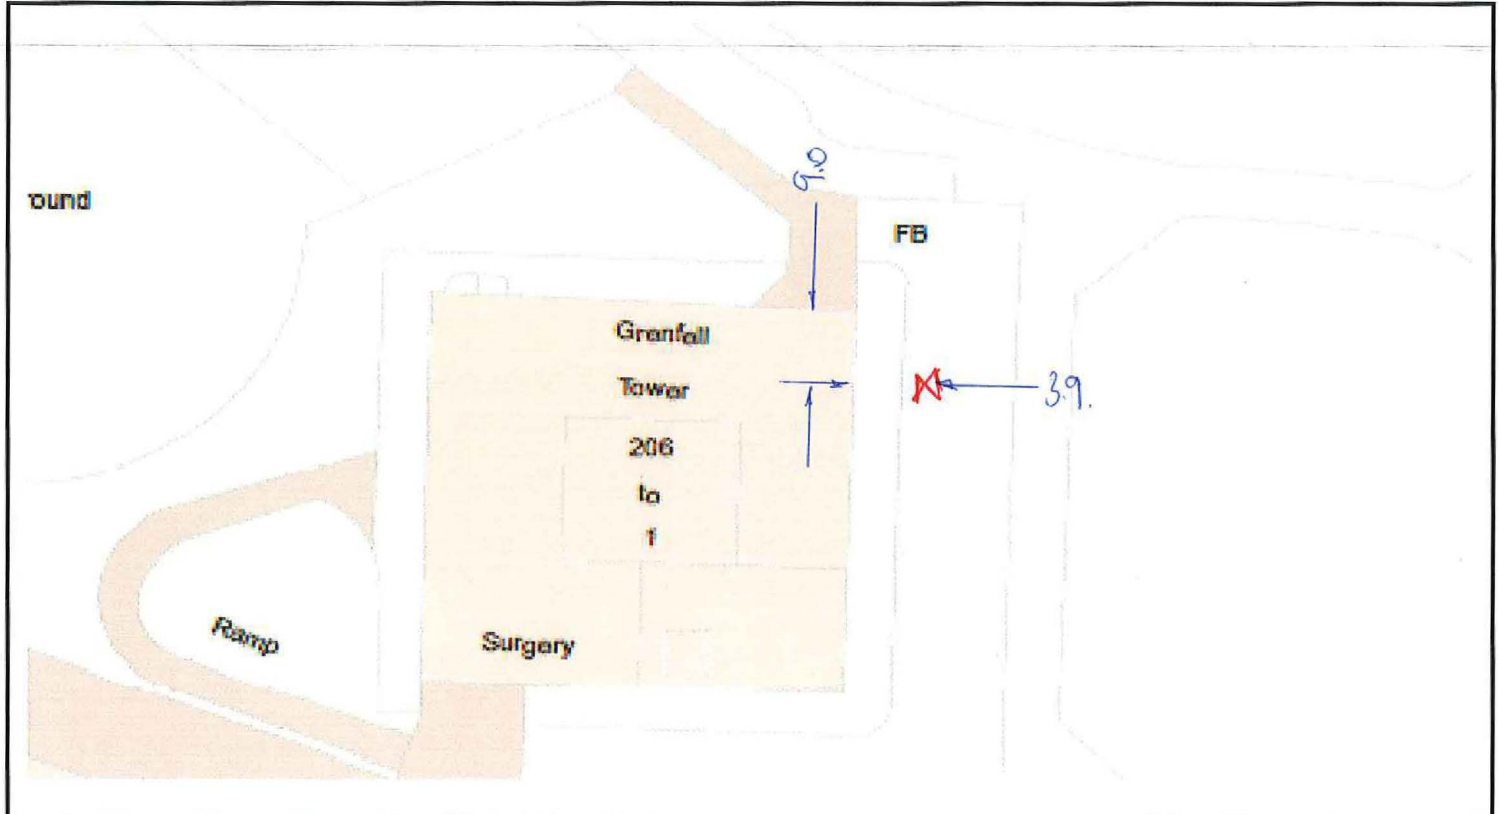 9.0
ound
FB
Grenfell
Tower
3.9.
206
to
1
Ramp
Surgery